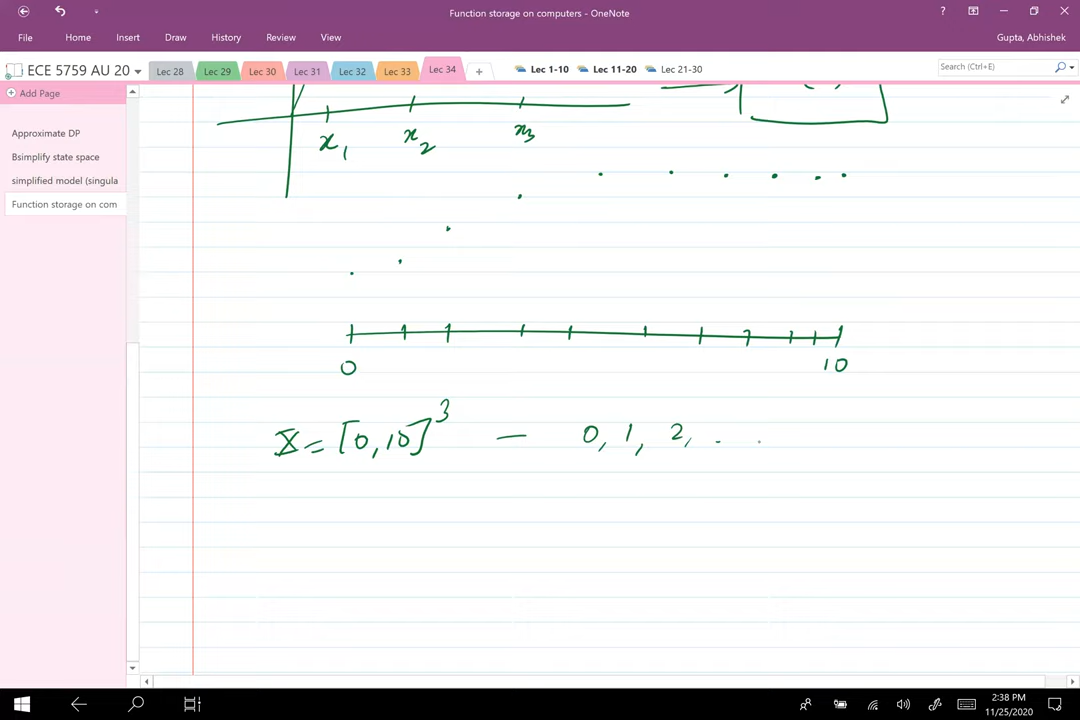 Function storage on computers - OneNote
?
File Home Insert Draw History Review View
Gupta, Abhishek
ECE 5759 AU 20
Lec 28 Lec 29 Lec 30 Lec 31 Lec 32 Lec 33 Lec 34 + Lec 1-10 Lec 11-20 Lec 21-30
Search (Ctrl+E)
Add Page
Approximate DP
Bsimplify state space
simplified model (singula
Function storage on com
x₁ x₂ x₃
0 10
X = [0, 10]³ — 0, 1, 2, . .
2:38 PM
11/25/2020